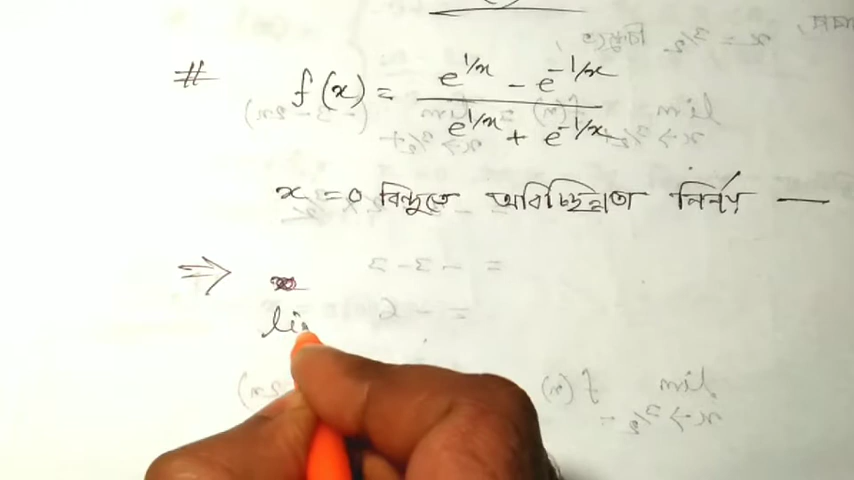 # f(x) = (e^{1/x} - e^{-1/x}) / (e^{1/x} + e^{-1/x})
x = 0 বিন্দুতে অবিচ্ছিন্নতা নির্ণয় —
⇒
li